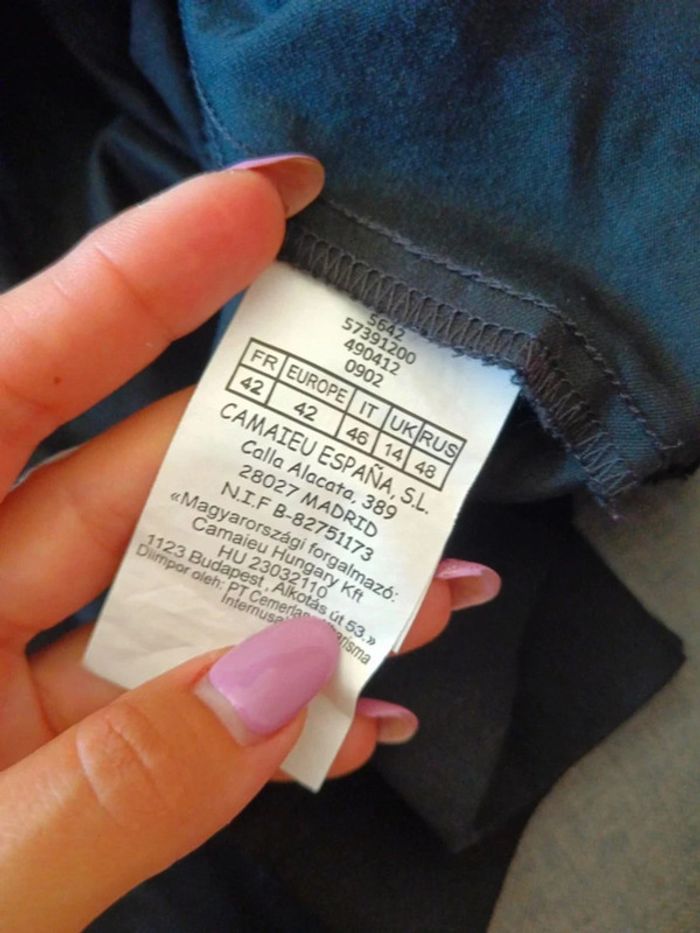 5642
57391200
490412
0902
FR EUROPE IT UK RUS
42 42 46 14 48
CAMAIEU ESPAÑA, S.L.
Calla Alacata, 389
28027 MADRID
N.I.F B-82751173
«Magyarországi forgalmazó:
Camaieu Hungary Kft
HU 23032110
1123 Budapest, Alkotás út 53.»
Diimpor oleh: PT